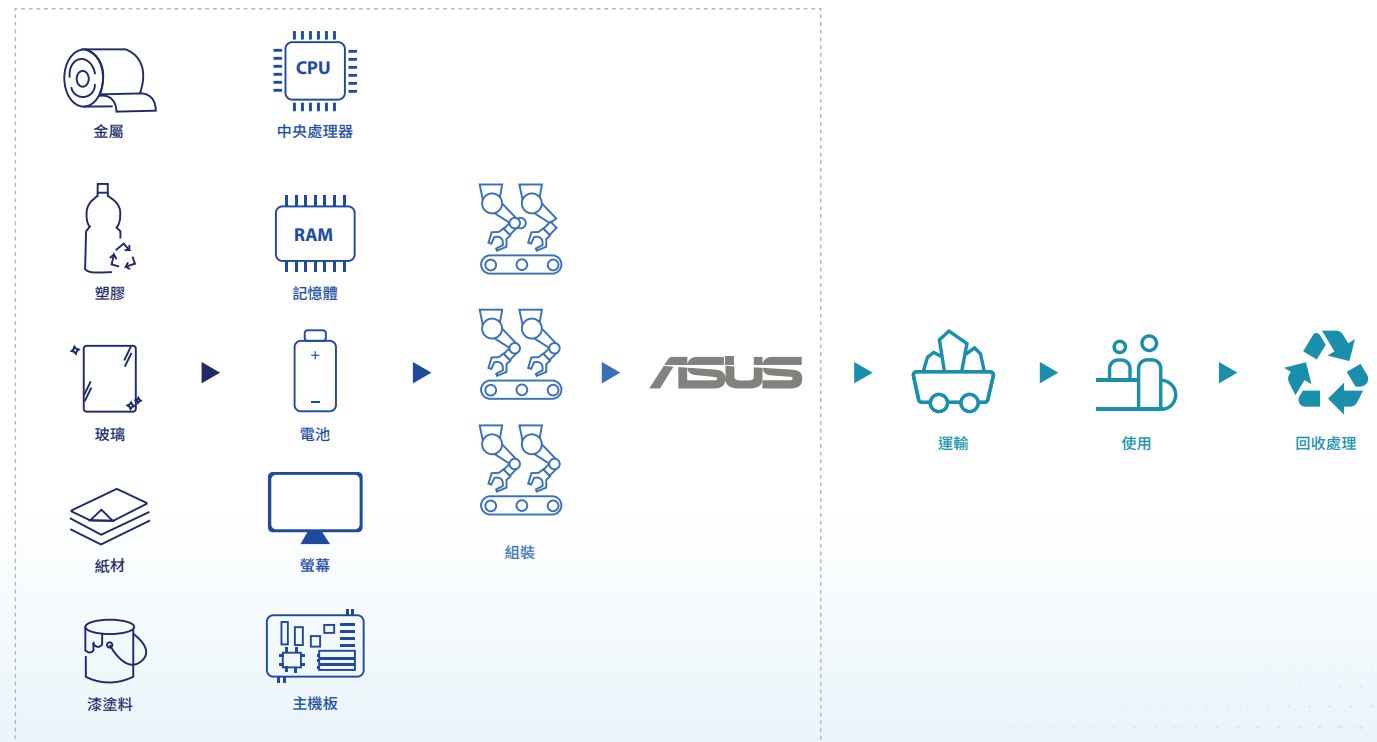 金屬
塑膠
玻璃
紙材
漆塗料
CPU
中央處理器
RAM
記憶體
電池
螢幕
主機板
組裝
ASUS
運輸
使用
回收處理